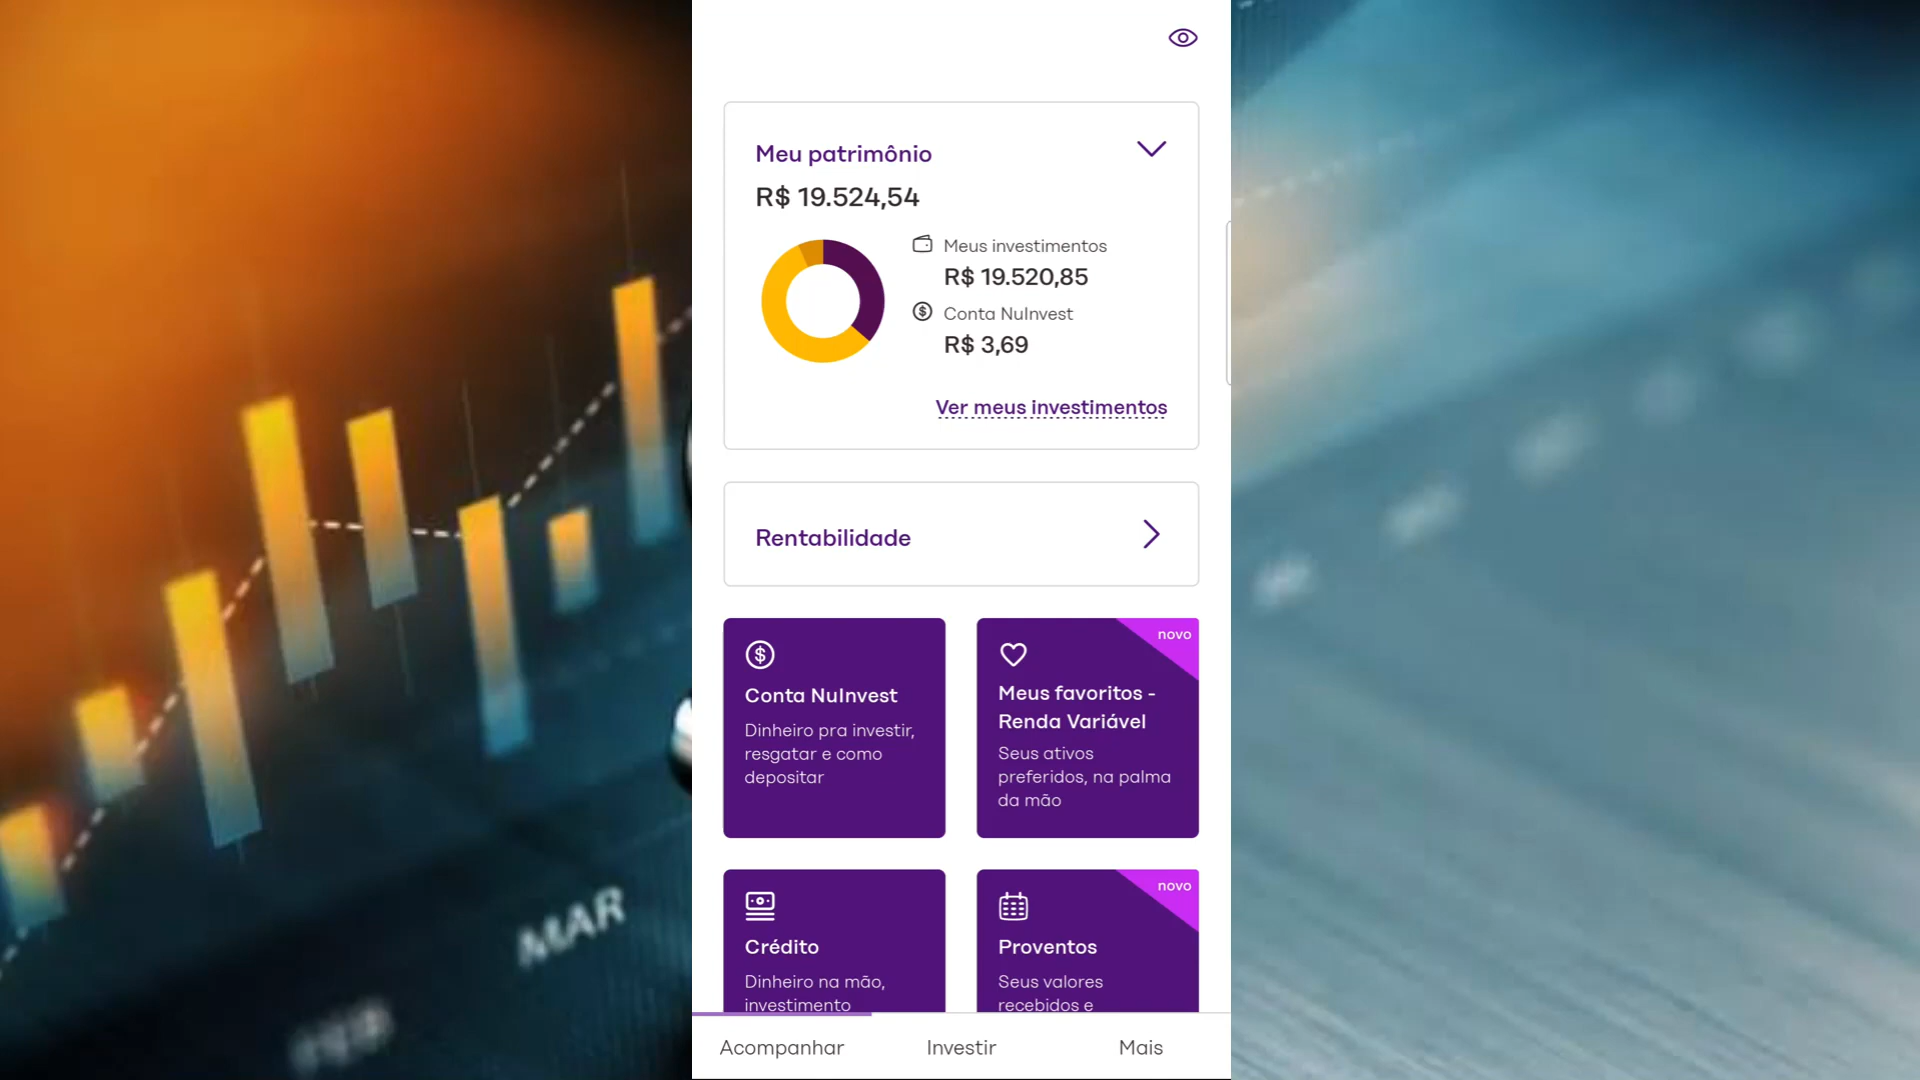 Meu patrimônio
R$ 19.524,54
Meus investimentos
R$ 19.520,85
Conta NuInvest
R$ 3,69
Ver meus investimentos
Rentabilidade
Conta NuInvest
Dinheiro pra investir,
resgatar e como
depositar
novo
Meus favoritos -
Renda Variável
Seus ativos
preferidos, na palma
da mão
Crédito
Dinheiro na mão,
investimento
novo
Proventos
Seus valores
recebidos e
Acompanhar
Investir
Mais
MAR